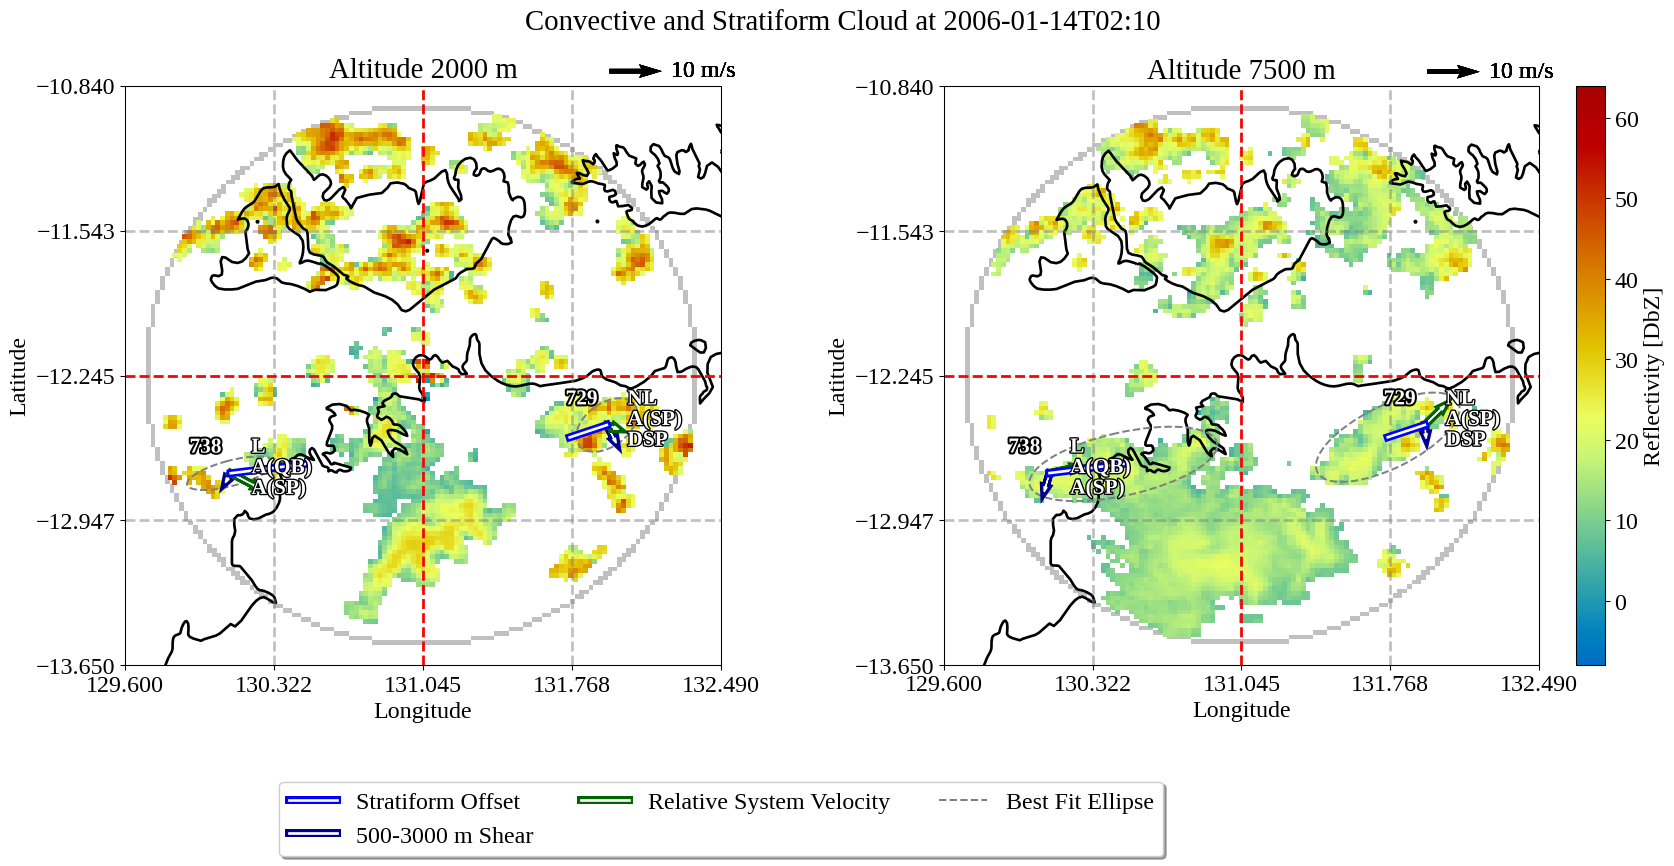 Convective and Stratiform Cloud at 2006-01-14T02:10
Altitude 2000 m
10 m/s
Altitude 7500 m
10 m/s
−10.840
−11.543
−12.245
−12.947
−13.650
Latitude
129.600
130.322
131.045
131.768
132.490
Longitude
729
NL
A(SP)
DSP
738
L
A(QB)
A(SP)
−10.840
−11.543
−12.245
−12.947
−13.650
Latitude
129.600
130.322
131.045
131.768
132.490
Longitude
729
NL
A(SP)
DSP
738
L
A(QB)
A(SP)
60
50
40
30
20
10
0
Reflectivity [DbZ]
Stratiform Offset
500-3000 m Shear
Relative System Velocity
Best Fit Ellipse